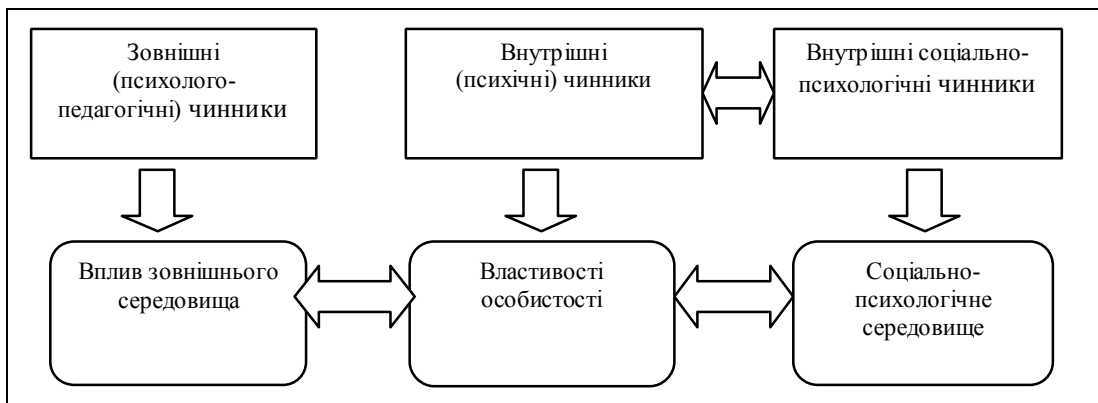 Зовнішні
(психолого-
педагогічні) чинники
Внутрішні
(психічні) чинники
Внутрішні соціально-
психологічні чинники
Вплив зовнішнього
середовища
Властивості
особистості
Соціально-
психологічне
середовище